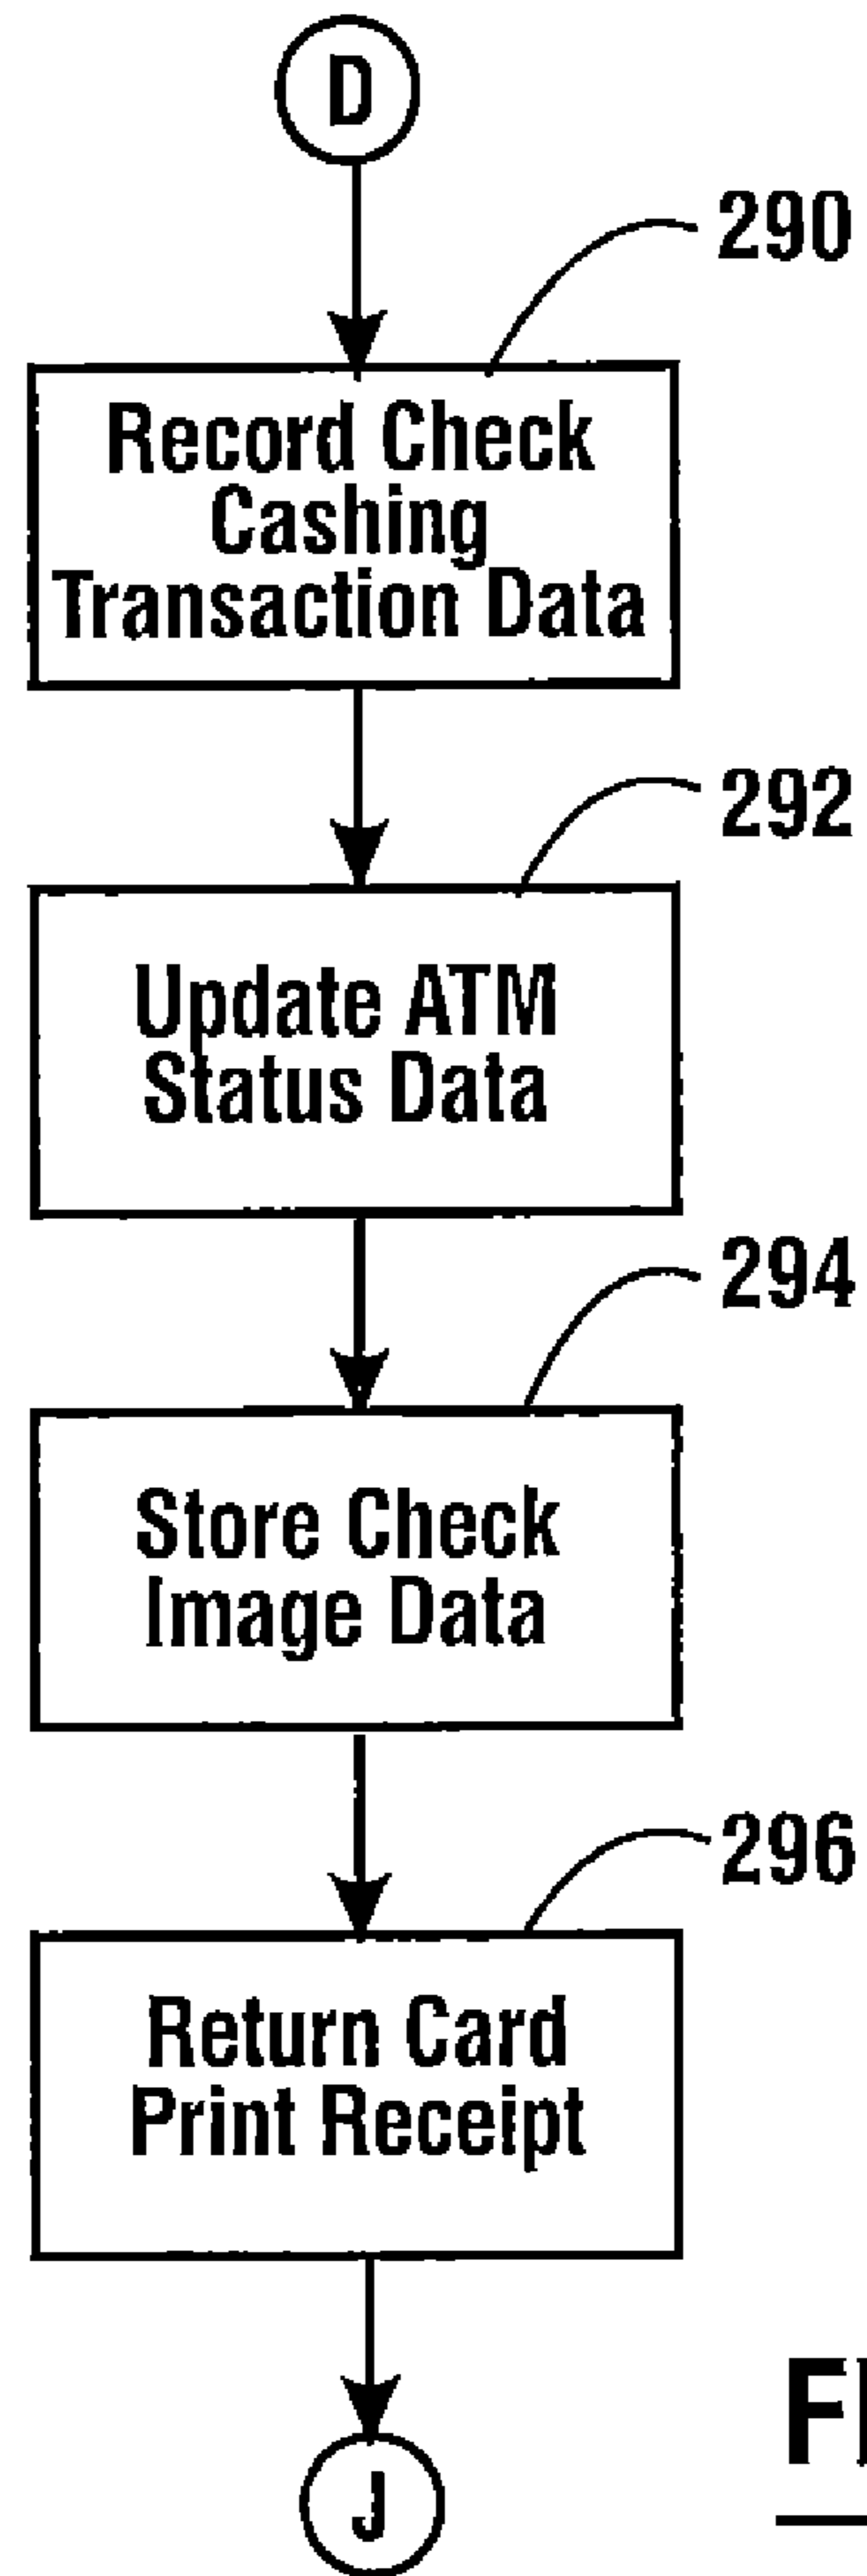 D
290
Record Check
Cashing
Transaction Data
292
Update ATM
Status Data
294
Store Check
Image Data
296
Return Card
Print Receipt
J